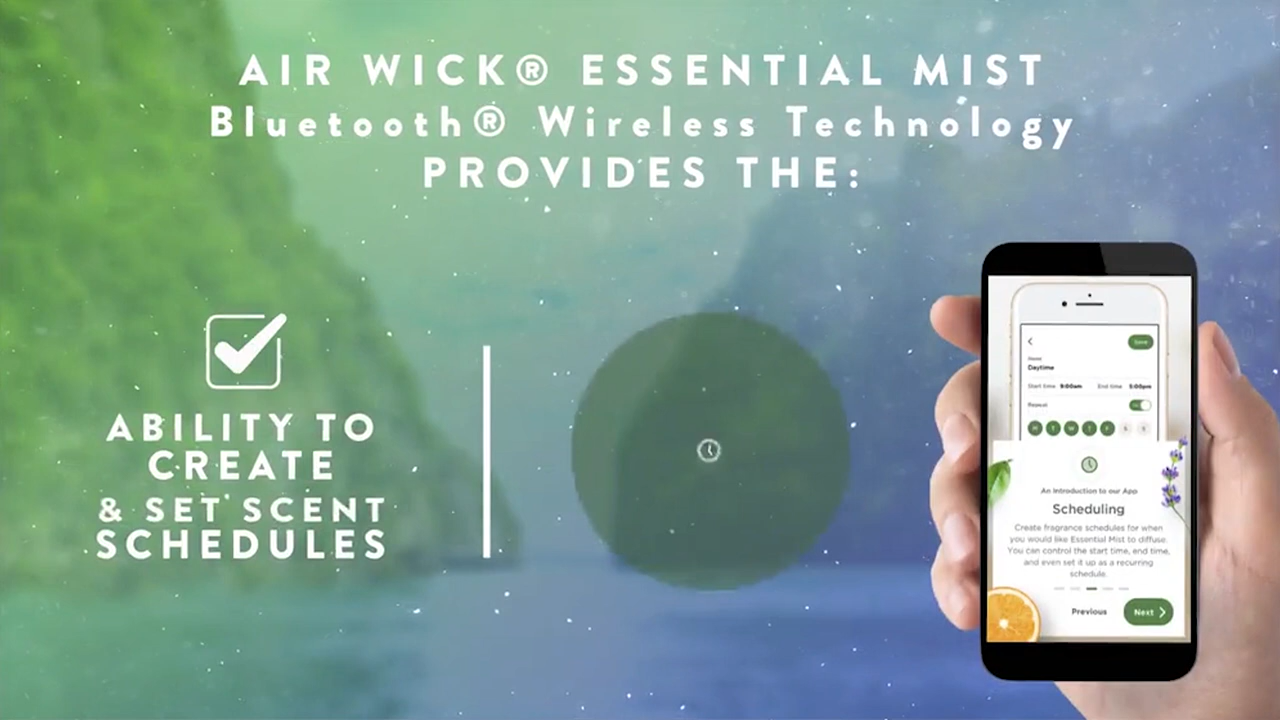 AIR WICK® ESSENTIAL MIST
Bluetooth® Wireless Technology
PROVIDES THE:
ABILITY TO
CREATE
& SET SCENT
SCHEDULES
Save
Name
Daytime
Start time 9:00am End time 5:00pm
Repeat
M T W T F S S
An Introduction to our App
Scheduling
Create fragrance schedules for when
you would like Essential Mist to diffuse.
You can control the start time, end time,
and even set it up as a recurring
schedule.
Previous
Next